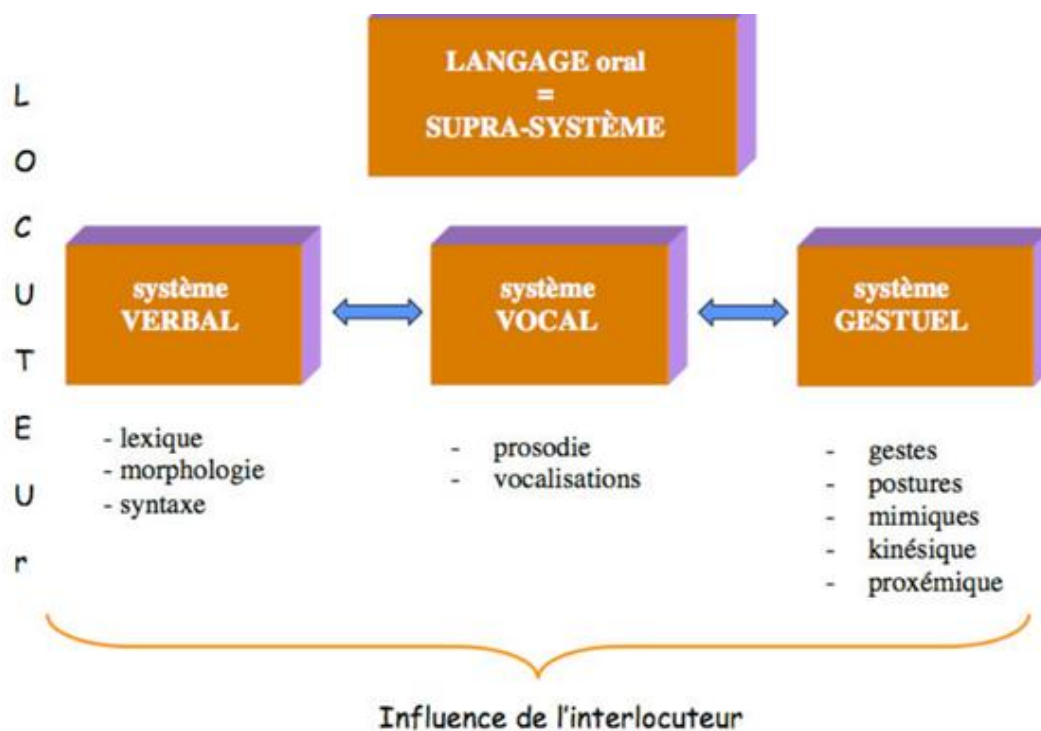 LANGAGE oral
=
SUPRA-SYSTÈME
L
O
C
U
T
E
U
r
système
VERBAL
système
VOCAL
système
GESTUEL
- lexique
- morphologie
- syntaxe
- prosodie
- vocalisations
- gestes
- postures
- mimiques
- kinésique
- proxémique
Influence de l'interlocuteur